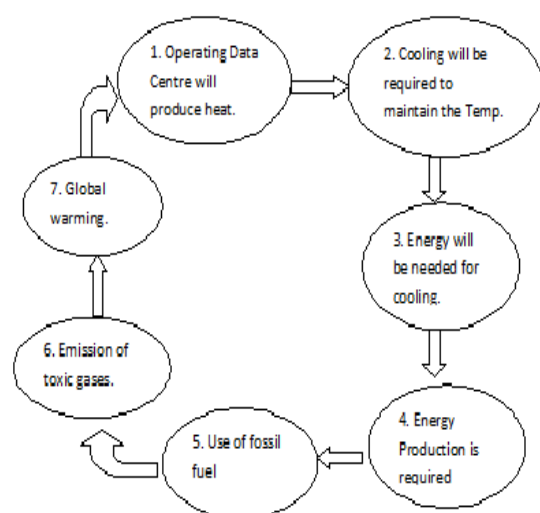 1. Operating Data
Centre will
produce heat.
2. Cooling will be
required to
maintain the Temp.
3. Energy will
be needed for
cooling.
4. Energy
Production is
required
5. Use of fossil
fuel
6. Emission of
toxic gases.
7. Global
warming.